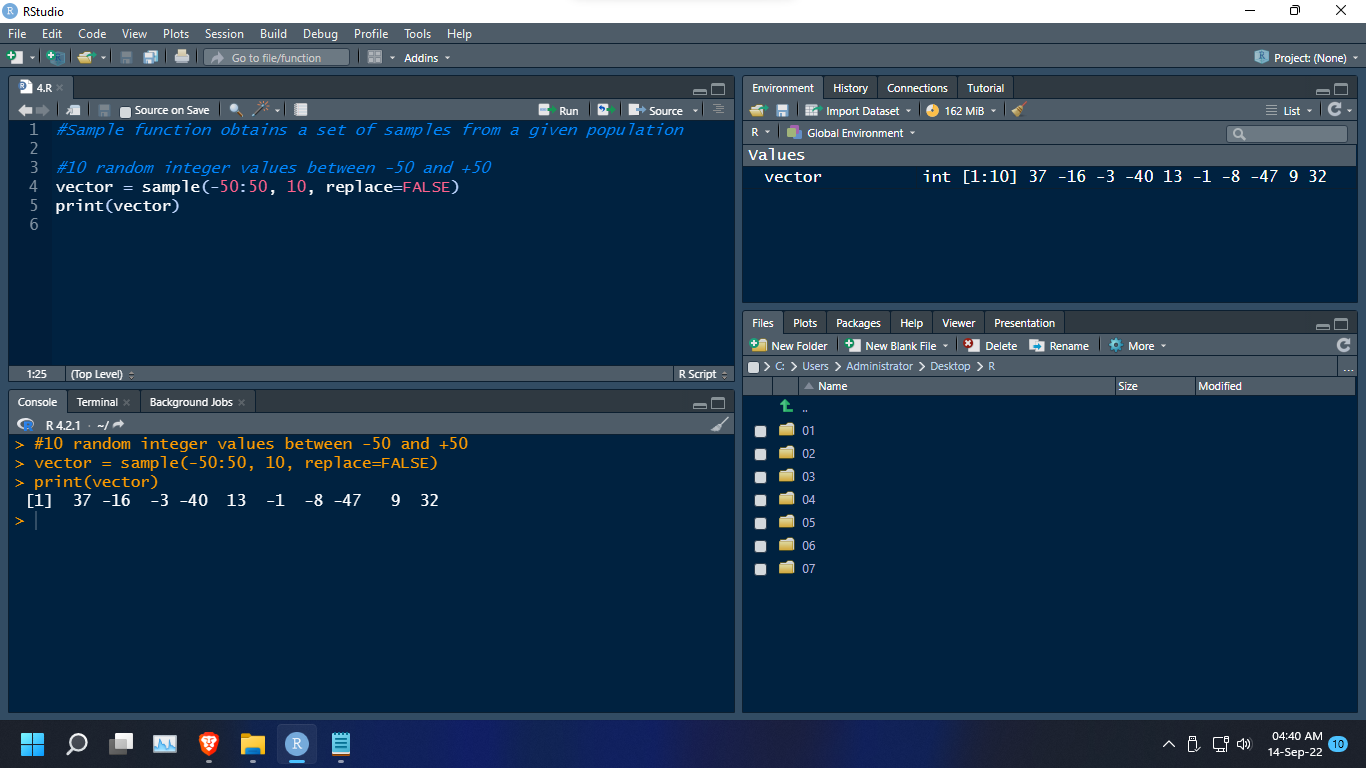 RStudio
File Edit Code View Plots Session Build Debug Profile Tools Help
Go to file/function Addins Project: (None)
4.R
Source on Save Run Source
1 #Sample function obtains a set of samples from a given population
2
3 #10 random integer values between -50 and +50
4 vector = sample(-50:50, 10, replace=FALSE)
5 print(vector)
6
1:25 (Top Level) R Script
Console Terminal Background Jobs
R 4.2.1 · ~/
> #10 random integer values between -50 and +50
> vector = sample(-50:50, 10, replace=FALSE)
> print(vector)
[1] 37 -16 -3 -40 13 -1 -8 -47 9 32
>
Environment History Connections Tutorial
Import Dataset 162 MiB List
R Global Environment
Values
vector int [1:10] 37 -16 -3 -40 13 -1 -8 -47 9 32
Files Plots Packages Help Viewer Presentation
New Folder New Blank File Delete Rename More
C: > Users > Administrator > Desktop > R ...
Name Size Modified
..
01
02
03
04
05
06
07
04:40 AM
14-Sep-22
10